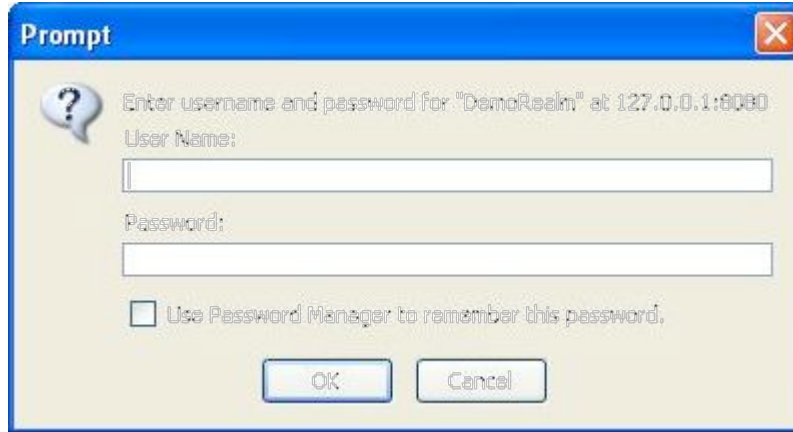 Prompt
Enter username and password for "DemoRealm" at 127.0.0.1:8080
User Name:
Password:
Use Password Manager to remember this password.
OK
Cancel